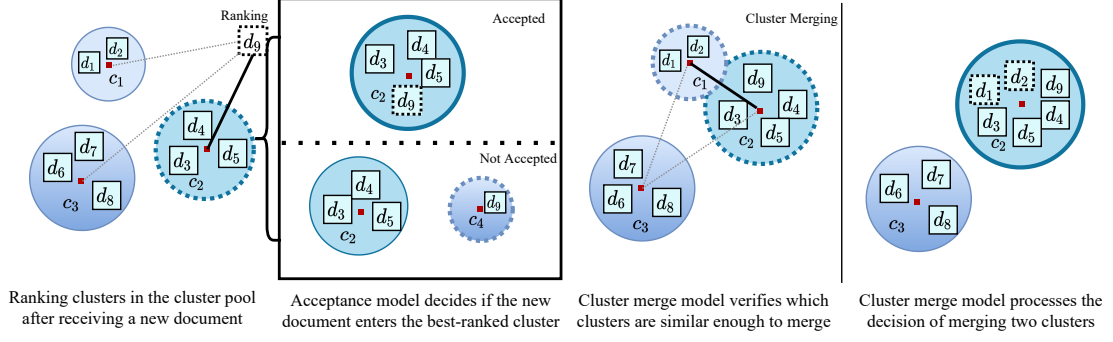 Ranking
d9
d1
d2
c1
d4
d3
d5
c2
d7
d6
d8
c3
Accepted
d4
d3
d5
c2
d9
Not Accepted
d4
d3
d5
c2
d9
c4
Cluster Merging
d2
d1
c1
d9
d4
d3
c2
d5
d7
d6
d8
c3
d2
d1
d9
d3
d4
d5
c2
d7
d6
d8
c3
Ranking clusters in the cluster pool
after receiving a new document
Acceptance model decides if the new
document enters the best-ranked cluster
Cluster merge model verifies which
clusters are similar enough to merge
Cluster merge model processes the
decision of merging two clusters